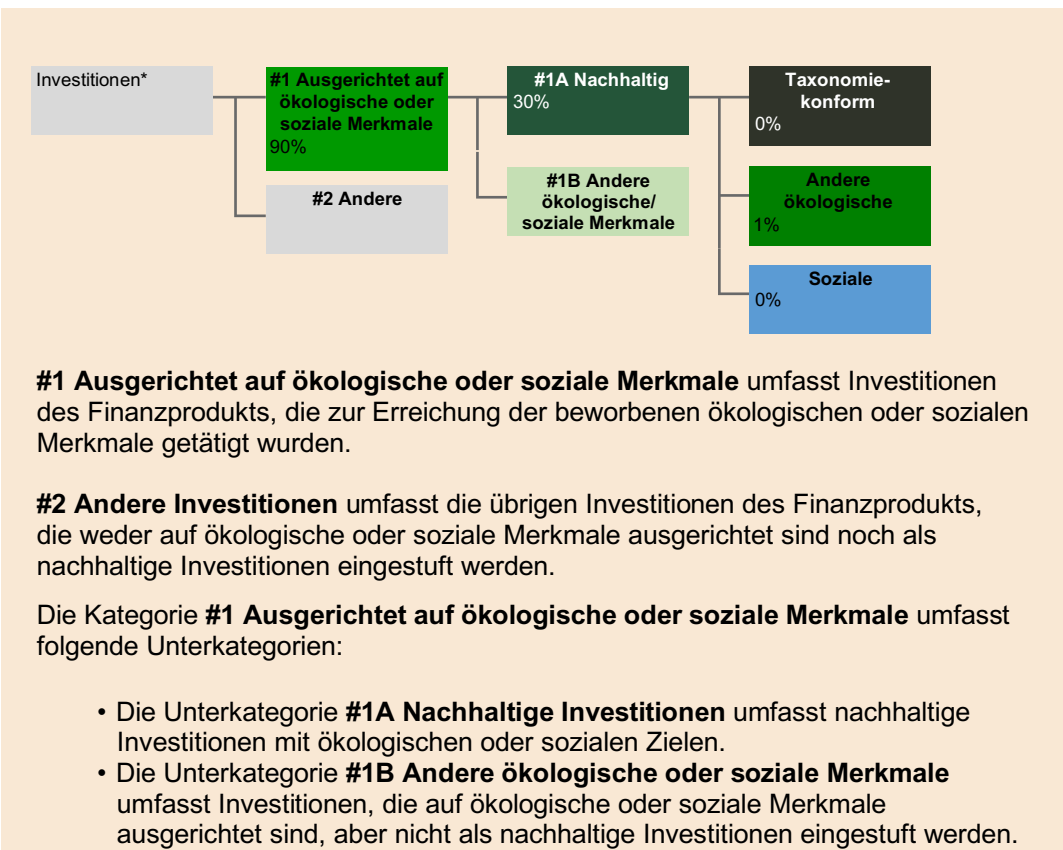 Investitionen*
#1 Ausgerichtet auf
ökologische oder
soziale Merkmale
90%
#2 Andere
#1A Nachhaltig
30%
#1B Andere
ökologische/
soziale Merkmale
Taxonomie-
konform
0%
Andere
ökologische
1%
Soziale
0%
#1 Ausgerichtet auf ökologische oder soziale Merkmale umfasst Investitionen
des Finanzprodukts, die zur Erreichung der beworbenen ökologischen oder sozialen
Merkmale getätigt wurden.
#2 Andere Investitionen umfasst die übrigen Investitionen des Finanzprodukts,
die weder auf ökologische oder soziale Merkmale ausgerichtet sind noch als
nachhaltige Investitionen eingestuft werden.
Die Kategorie #1 Ausgerichtet auf ökologische oder soziale Merkmale umfasst
folgende Unterkategorien:
• Die Unterkategorie #1A Nachhaltige Investitionen umfasst nachhaltige
Investitionen mit ökologischen oder sozialen Zielen.
• Die Unterkategorie #1B Andere ökologische oder soziale Merkmale
umfasst Investitionen, die auf ökologische oder soziale Merkmale
ausgerichtet sind, aber nicht als nachhaltige Investitionen eingestuft werden.